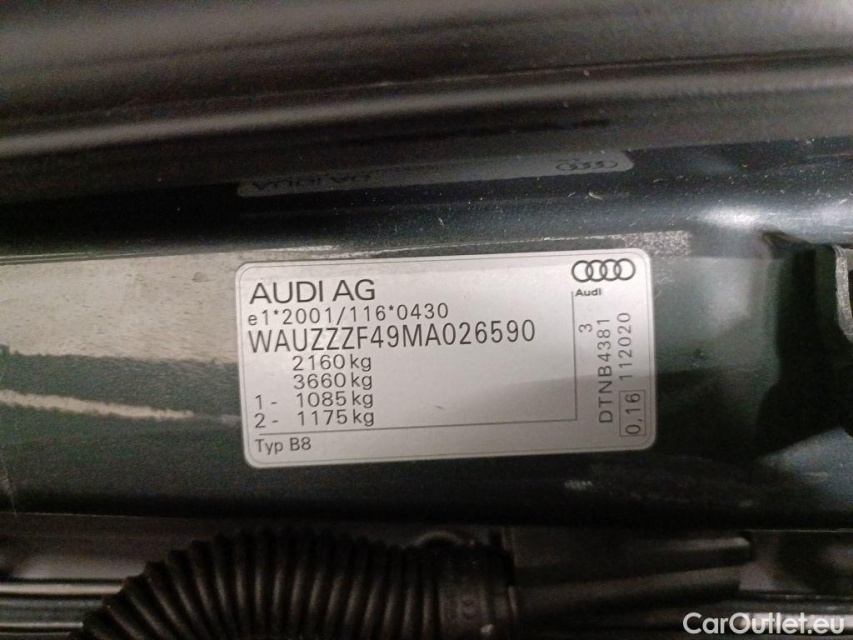 AUDI AG
e1*2001/116*0430
WAUZZZF49MA026590
2160 kg
3660 kg
1 - 1085 kg
2 - 1175 kg
Typ B8
Audi
3
DTNB4381
112020
0,16
CarOutlet.eu